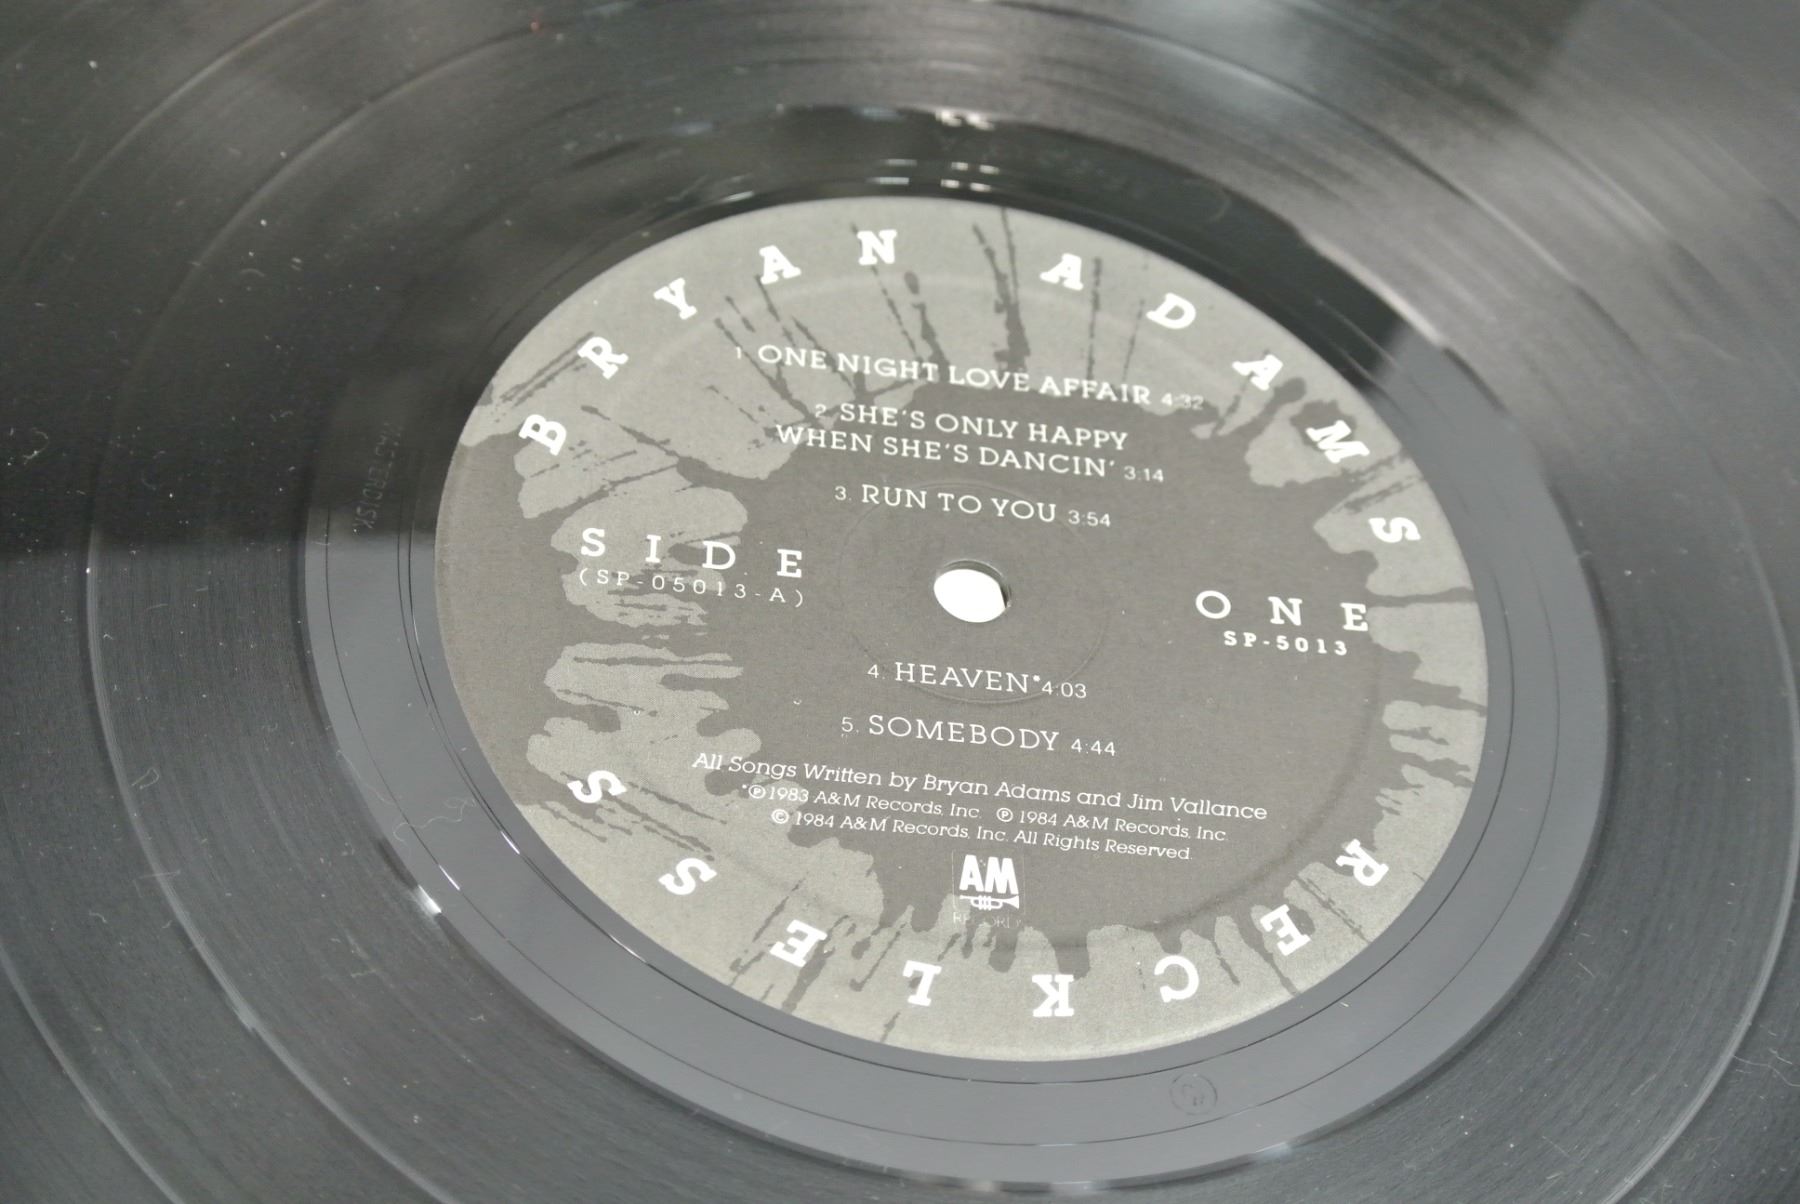 BRYAN ADAMS
1. ONE NIGHT LOVE AFFAIR 4:32
2. SHE'S ONLY HAPPY
WHEN SHE'S DANCIN' 3:14
3. RUN TO YOU 3:54
SIDE ONE
(SP-05013-A) SP-5013
4. HEAVEN* 4:03
5. SOMEBODY 4:44
All Songs Written by Bryan Adams and Jim Vallance
*℗1983 A&M Records, Inc. ℗ 1984 A&M Records, Inc.
© 1984 A&M Records, Inc. All Rights Reserved.
AM
RECORDS
RECKLESS
MASTERDISK